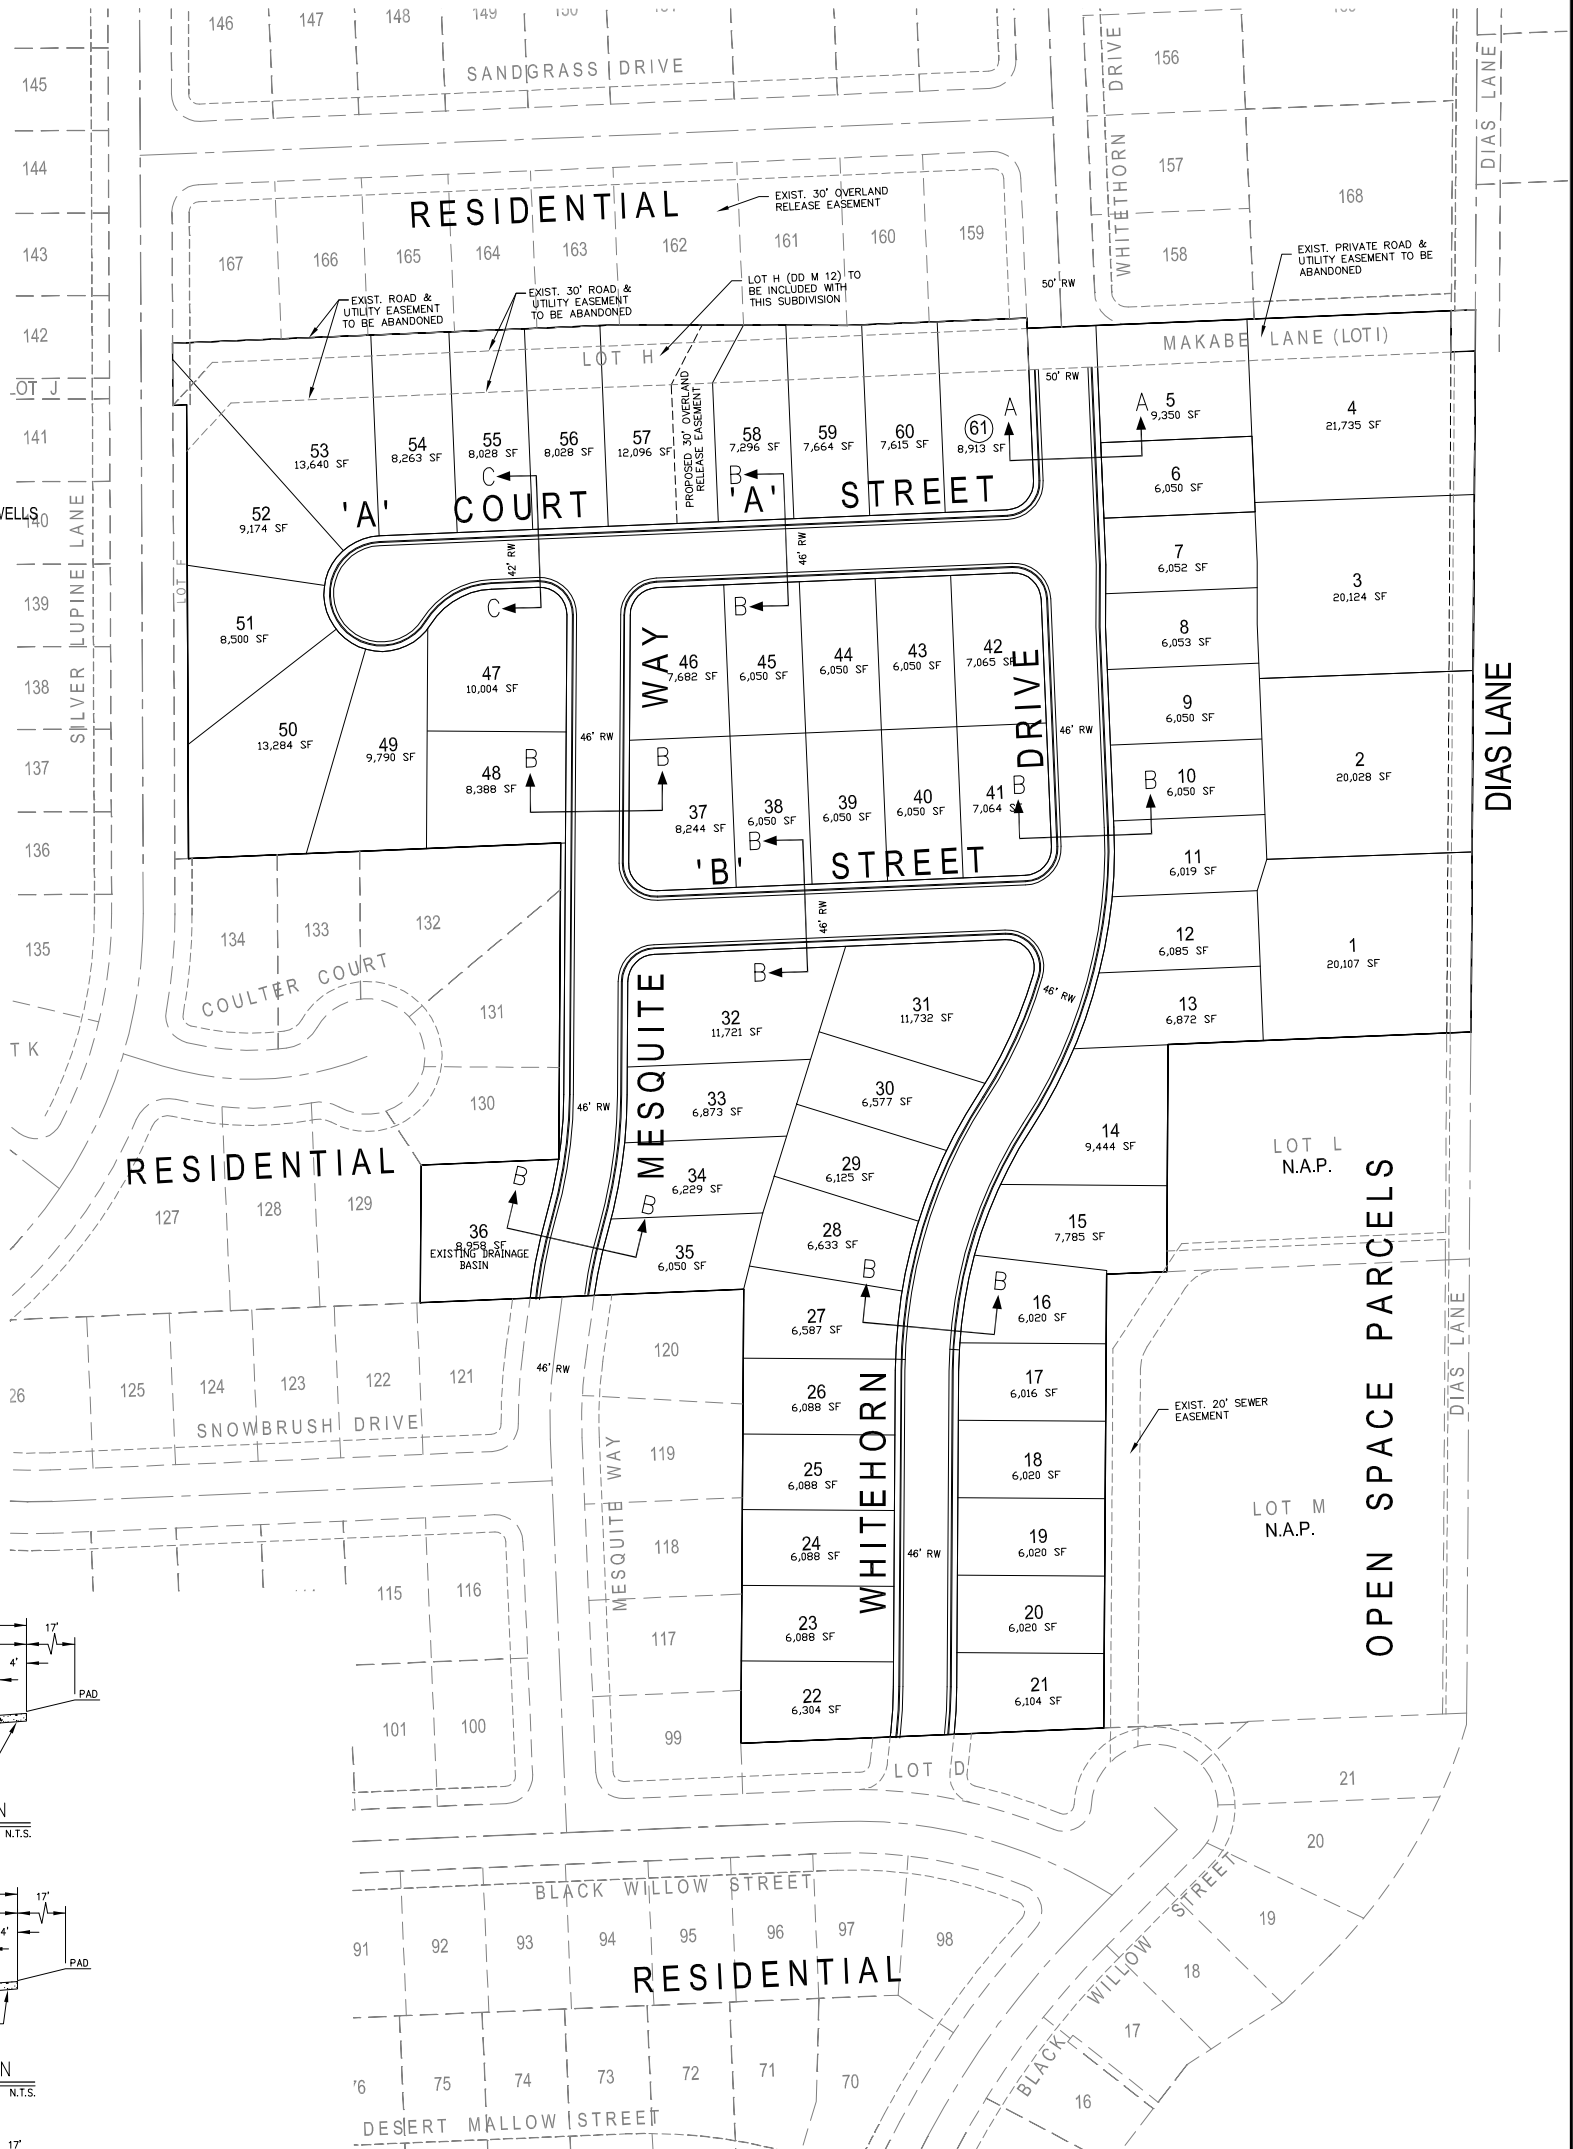 146
147
148
149
150
SANDGRASS DRIVE
WHITETHORN DRIVE
156
DIAS LANE
145
144
157
168
143
RESIDENTIAL
EXIST. 30' OVERLAND
RELEASE EASEMENT
167
166
165
164
163
162
161
160
159
158
EXIST. PRIVATE ROAD &
UTILITY EASEMENT TO BE
ABANDONED
50' RW
EXIST. ROAD &
UTILITY EASEMENT
TO BE ABANDONED
EXIST. 30' ROAD &
UTILITY EASEMENT
TO BE ABANDONED
LOT H (DD M 12) TO
BE INCLUDED WITH
THIS SUBDIVISION
142
LOT H
MAKABE LANE (LOT I)
50' RW
OT J
141
53
13,640 SF
54
8,263 SF
55
8,028 SF
56
8,028 SF
57
12,096 SF
PROPOSED 30' OVERLAND
RELEASE EASEMENT
58
7,296 SF
59
7,664 SF
60
7,615 SF
61
8,913 SF
A
A
5
9,350 SF
4
21,735 SF
6
6,050 SF
C
B
'A' COURT
'A' STREET
WELLS
140
52
9,174 SF
42' RW
46' RW
7
6,052 SF
3
20,124 SF
SILVER LUPINE LANE
LOT F
139
51
8,500 SF
C
B
8
6,053 SF
WAY
47
10,004 SF
46
7,682 SF
45
6,050 SF
44
6,050 SF
43
6,050 SF
42
7,065 SF
DRIVE
138
9
6,050 SF
DIAS LANE
50
13,284 SF
49
9,790 SF
46' RW
46' RW
137
48
8,388 SF
B
B
B
B
10
6,050 SF
2
20,028 SF
37
8,244 SF
38
6,050 SF
39
6,050 SF
40
6,050 SF
41
7,064 SF
B
136
'B' STREET
11
6,019 SF
46' RW
134
133
132
135
12
6,085 SF
1
20,107 SF
COULTER COURT
B
46' RW
131
MESQUITE
32
11,721 SF
31
11,732 SF
13
6,872 SF
T K
130
46' RW
33
6,873 SF
30
6,577 SF
14
9,444 SF
LOT L
N.A.P.
RESIDENTIAL
B
34
6,229 SF
29
6,125 SF
127
128
129
B
36
8,958 SF
EXISTING DRAINAGE
BASIN
35
6,050 SF
28
6,633 SF
15
7,785 SF
OPEN SPACE PARCELS
B
B
27
6,587 SF
16
6,020 SF
DIAS LANE
120
46' RW
26
125
124
123
122
121
26
6,088 SF
17
6,016 SF
WHITEHORN
EXIST. 20' SEWER
EASEMENT
SNOWBRUSH DRIVE
MESQUITE WAY
119
25
6,088 SF
18
6,020 SF
LOT M
N.A.P.
118
24
6,088 SF
46' RW
19
6,020 SF
115
116
117
23
6,088 SF
20
6,020 SF
17'
4'
PAD
22
6,304 SF
21
6,104 SF
101
100
99
LOT D
21
N
N.T.S.
20
BLACK WILLOW STREET
17'
4'
PAD
91
92
93
94
95
96
97
98
19
RESIDENTIAL
BLACK WILLOW STREET
18
17
N
N.T.S.
76
75
74
73
72
71
70
16
DESERT MALLOW STREET
17'